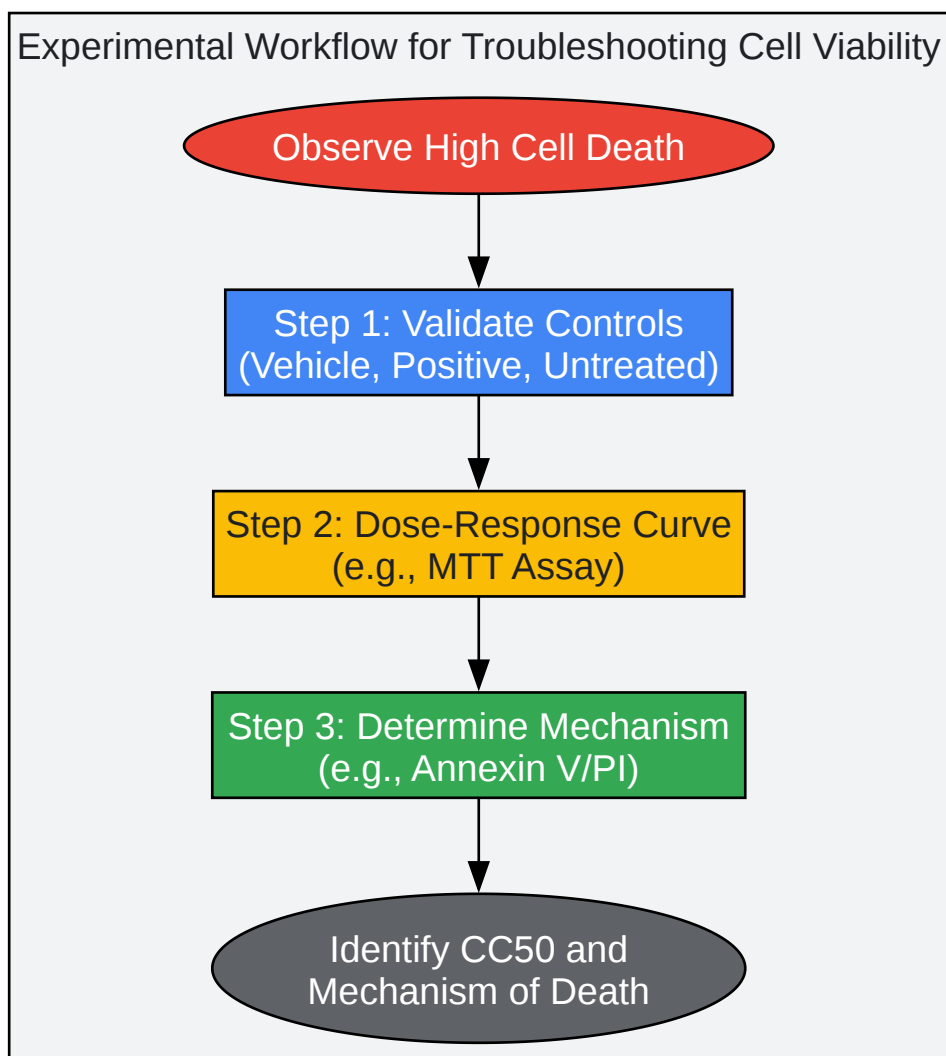 Experimental Workflow for Troubleshooting Cell Viability
Observe High Cell Death
Step 1: Validate Controls
(Vehicle, Positive, Untreated)
Step 2: Dose-Response Curve
(e.g., MTT Assay)
Step 3: Determine Mechanism
(e.g., Annexin V/PI)
Identify CC50 and
Mechanism of Death